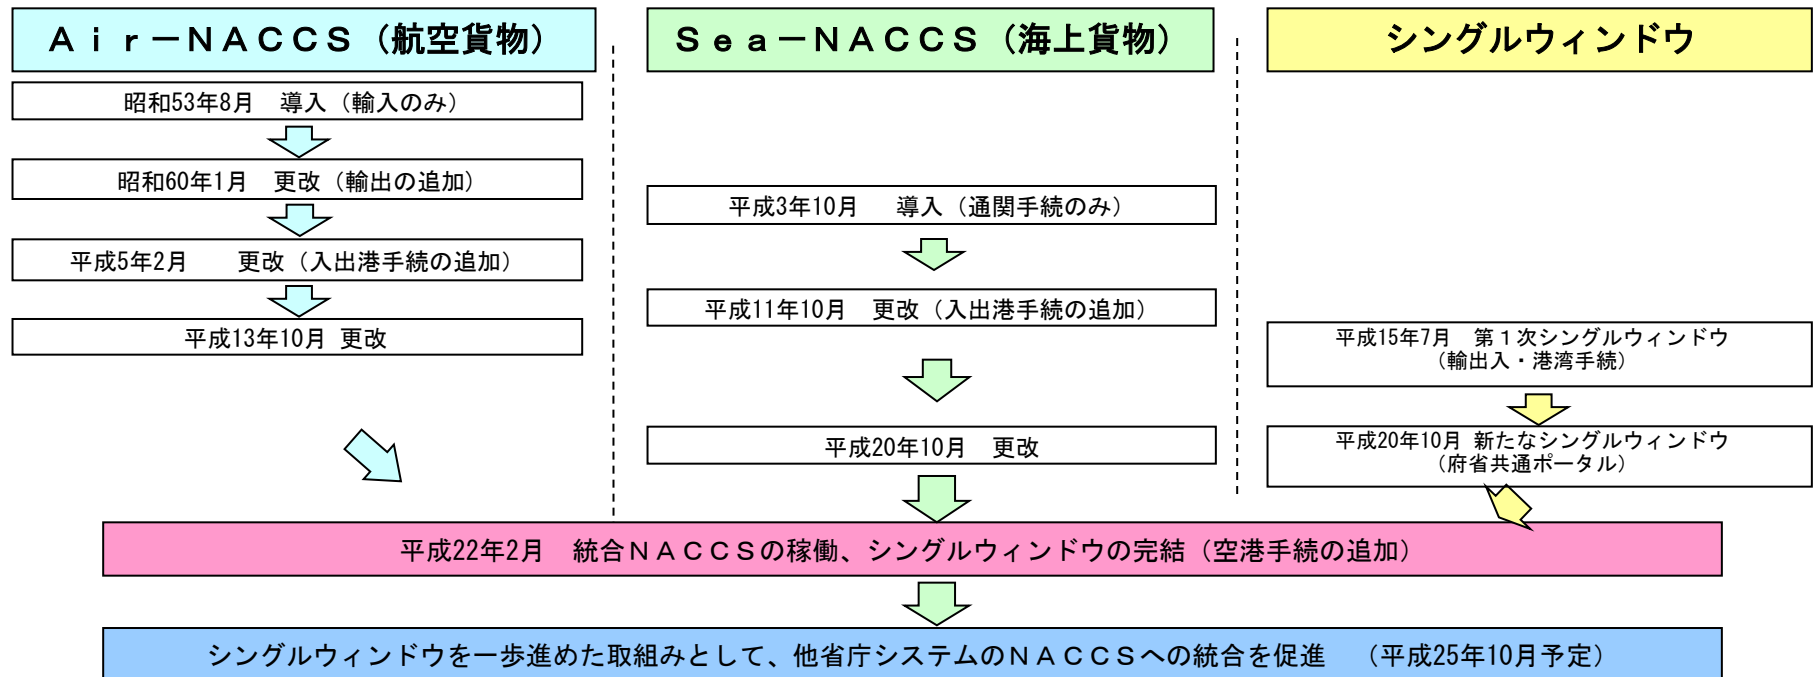 Ａｉｒ－ＮＡＣＣＳ（航空貨物）
昭和53年8月　導入（輸入のみ）
昭和60年1月　更改（輸出の追加）
平成5年2月　　更改（入出港手続の追加）
平成13年10月 更改
Ｓｅａ－ＮＡＣＣＳ（海上貨物）
平成3年10月　 導入（通関手続のみ）
平成11年10月　更改（入出港手続の追加）
平成20年10月　更改
シングルウィンドウ
平成15年7月　第１次シングルウィンドウ
（輸出入・港湾手続）
平成20年10月 新たなシングルウィンドウ
（府省共通ポータル）
平成22年2月　統合ＮＡＣＣＳの稼働、シングルウィンドウの完結（空港手続の追加）
シングルウィンドウを一歩進めた取組みとして、他省庁システムのＮＡＣＣＳへの統合を促進　（平成25年10月予定）